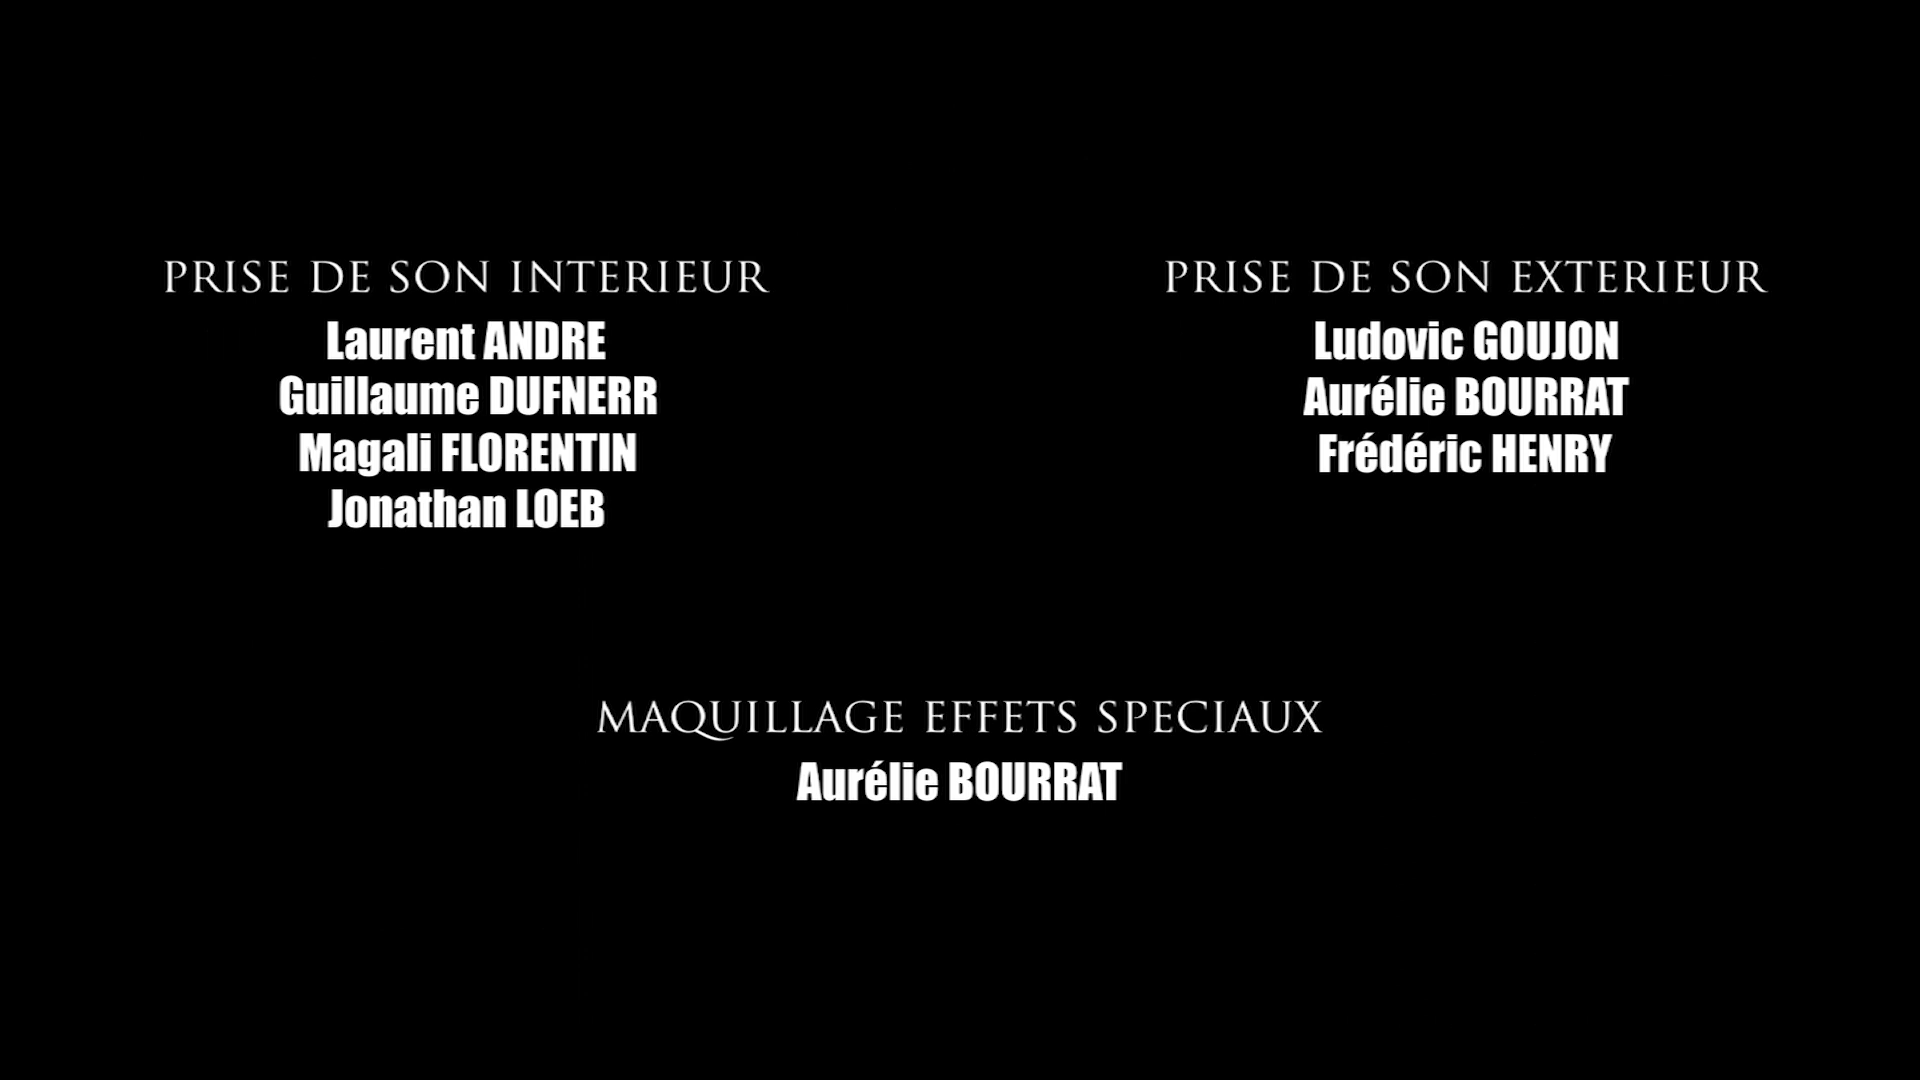 PRISE DE SON INTERIEUR
Laurent ANDRE
Guillaume DUFNERR
Magali FLORENTIN
Jonathan LOEB
PRISE DE SON EXTERIEUR
Ludovic GOUJON
Aurélie BOURRAT
Frédéric HENRY
MAQUILLAGE EFFETS SPECIAUX
Aurélie BOURRAT